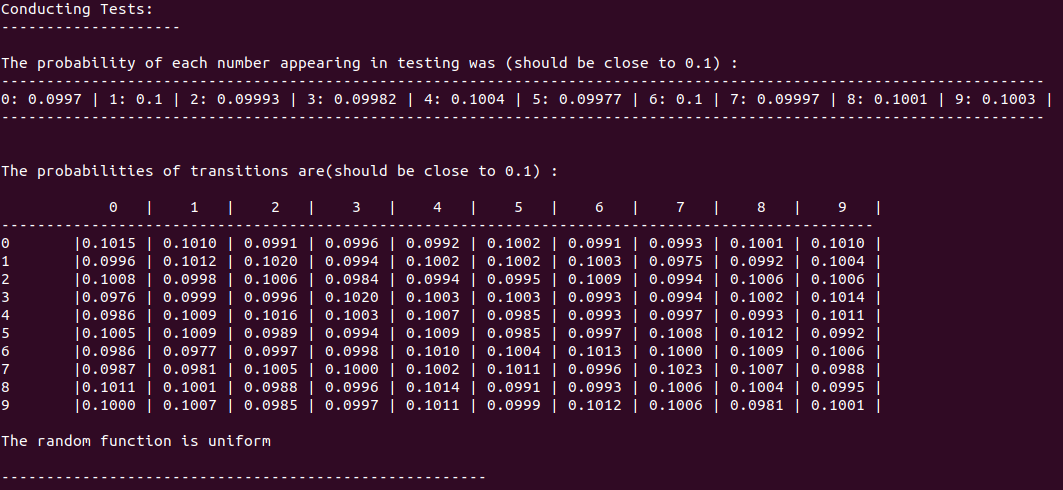 Conducting Tests:
--------------------
The probability of each number appearing in testing was (should be close to 0.1) :
--------------------------------------------------------------------------------------------------------------------
0: 0.0997 | 1: 0.1 | 2: 0.09993 | 3: 0.09982 | 4: 0.1004 | 5: 0.09977 | 6: 0.1 | 7: 0.09997 | 8: 0.1001 | 9: 0.1003 |
--------------------------------------------------------------------------------------------------------------------
The probabilities of transitions are(should be close to 0.1) :
            0   |    1   |    2   |    3   |    4   |    5   |    6   |    7   |    8   |    9   |
-------------------------------------------------------------------------------------------------
0       |0.1015 | 0.1010 | 0.0991 | 0.0996 | 0.0992 | 0.1002 | 0.0991 | 0.0993 | 0.1001 | 0.1010 |
1       |0.0996 | 0.1012 | 0.1020 | 0.0994 | 0.1002 | 0.1002 | 0.1003 | 0.0975 | 0.0992 | 0.1004 |
2       |0.1008 | 0.0998 | 0.1006 | 0.0984 | 0.0994 | 0.0995 | 0.1009 | 0.0994 | 0.1006 | 0.1006 |
3       |0.0976 | 0.0999 | 0.0996 | 0.1020 | 0.1003 | 0.1003 | 0.0993 | 0.0994 | 0.1002 | 0.1014 |
4       |0.0986 | 0.1009 | 0.1016 | 0.1003 | 0.1007 | 0.0985 | 0.0993 | 0.0997 | 0.0993 | 0.1011 |
5       |0.1005 | 0.1009 | 0.0989 | 0.0994 | 0.1009 | 0.0985 | 0.0997 | 0.1008 | 0.1012 | 0.0992 |
6       |0.0986 | 0.0977 | 0.0997 | 0.0998 | 0.1010 | 0.1004 | 0.1013 | 0.1000 | 0.1009 | 0.1006 |
7       |0.0987 | 0.0981 | 0.1005 | 0.1000 | 0.1002 | 0.1011 | 0.0996 | 0.1023 | 0.1007 | 0.0988 |
8       |0.1011 | 0.1001 | 0.0988 | 0.0996 | 0.1014 | 0.0991 | 0.0993 | 0.1006 | 0.1004 | 0.0995 |
9       |0.1000 | 0.1007 | 0.0985 | 0.0997 | 0.1011 | 0.0999 | 0.1012 | 0.1006 | 0.0981 | 0.1001 |
The random function is uniform
------------------------------------------------------